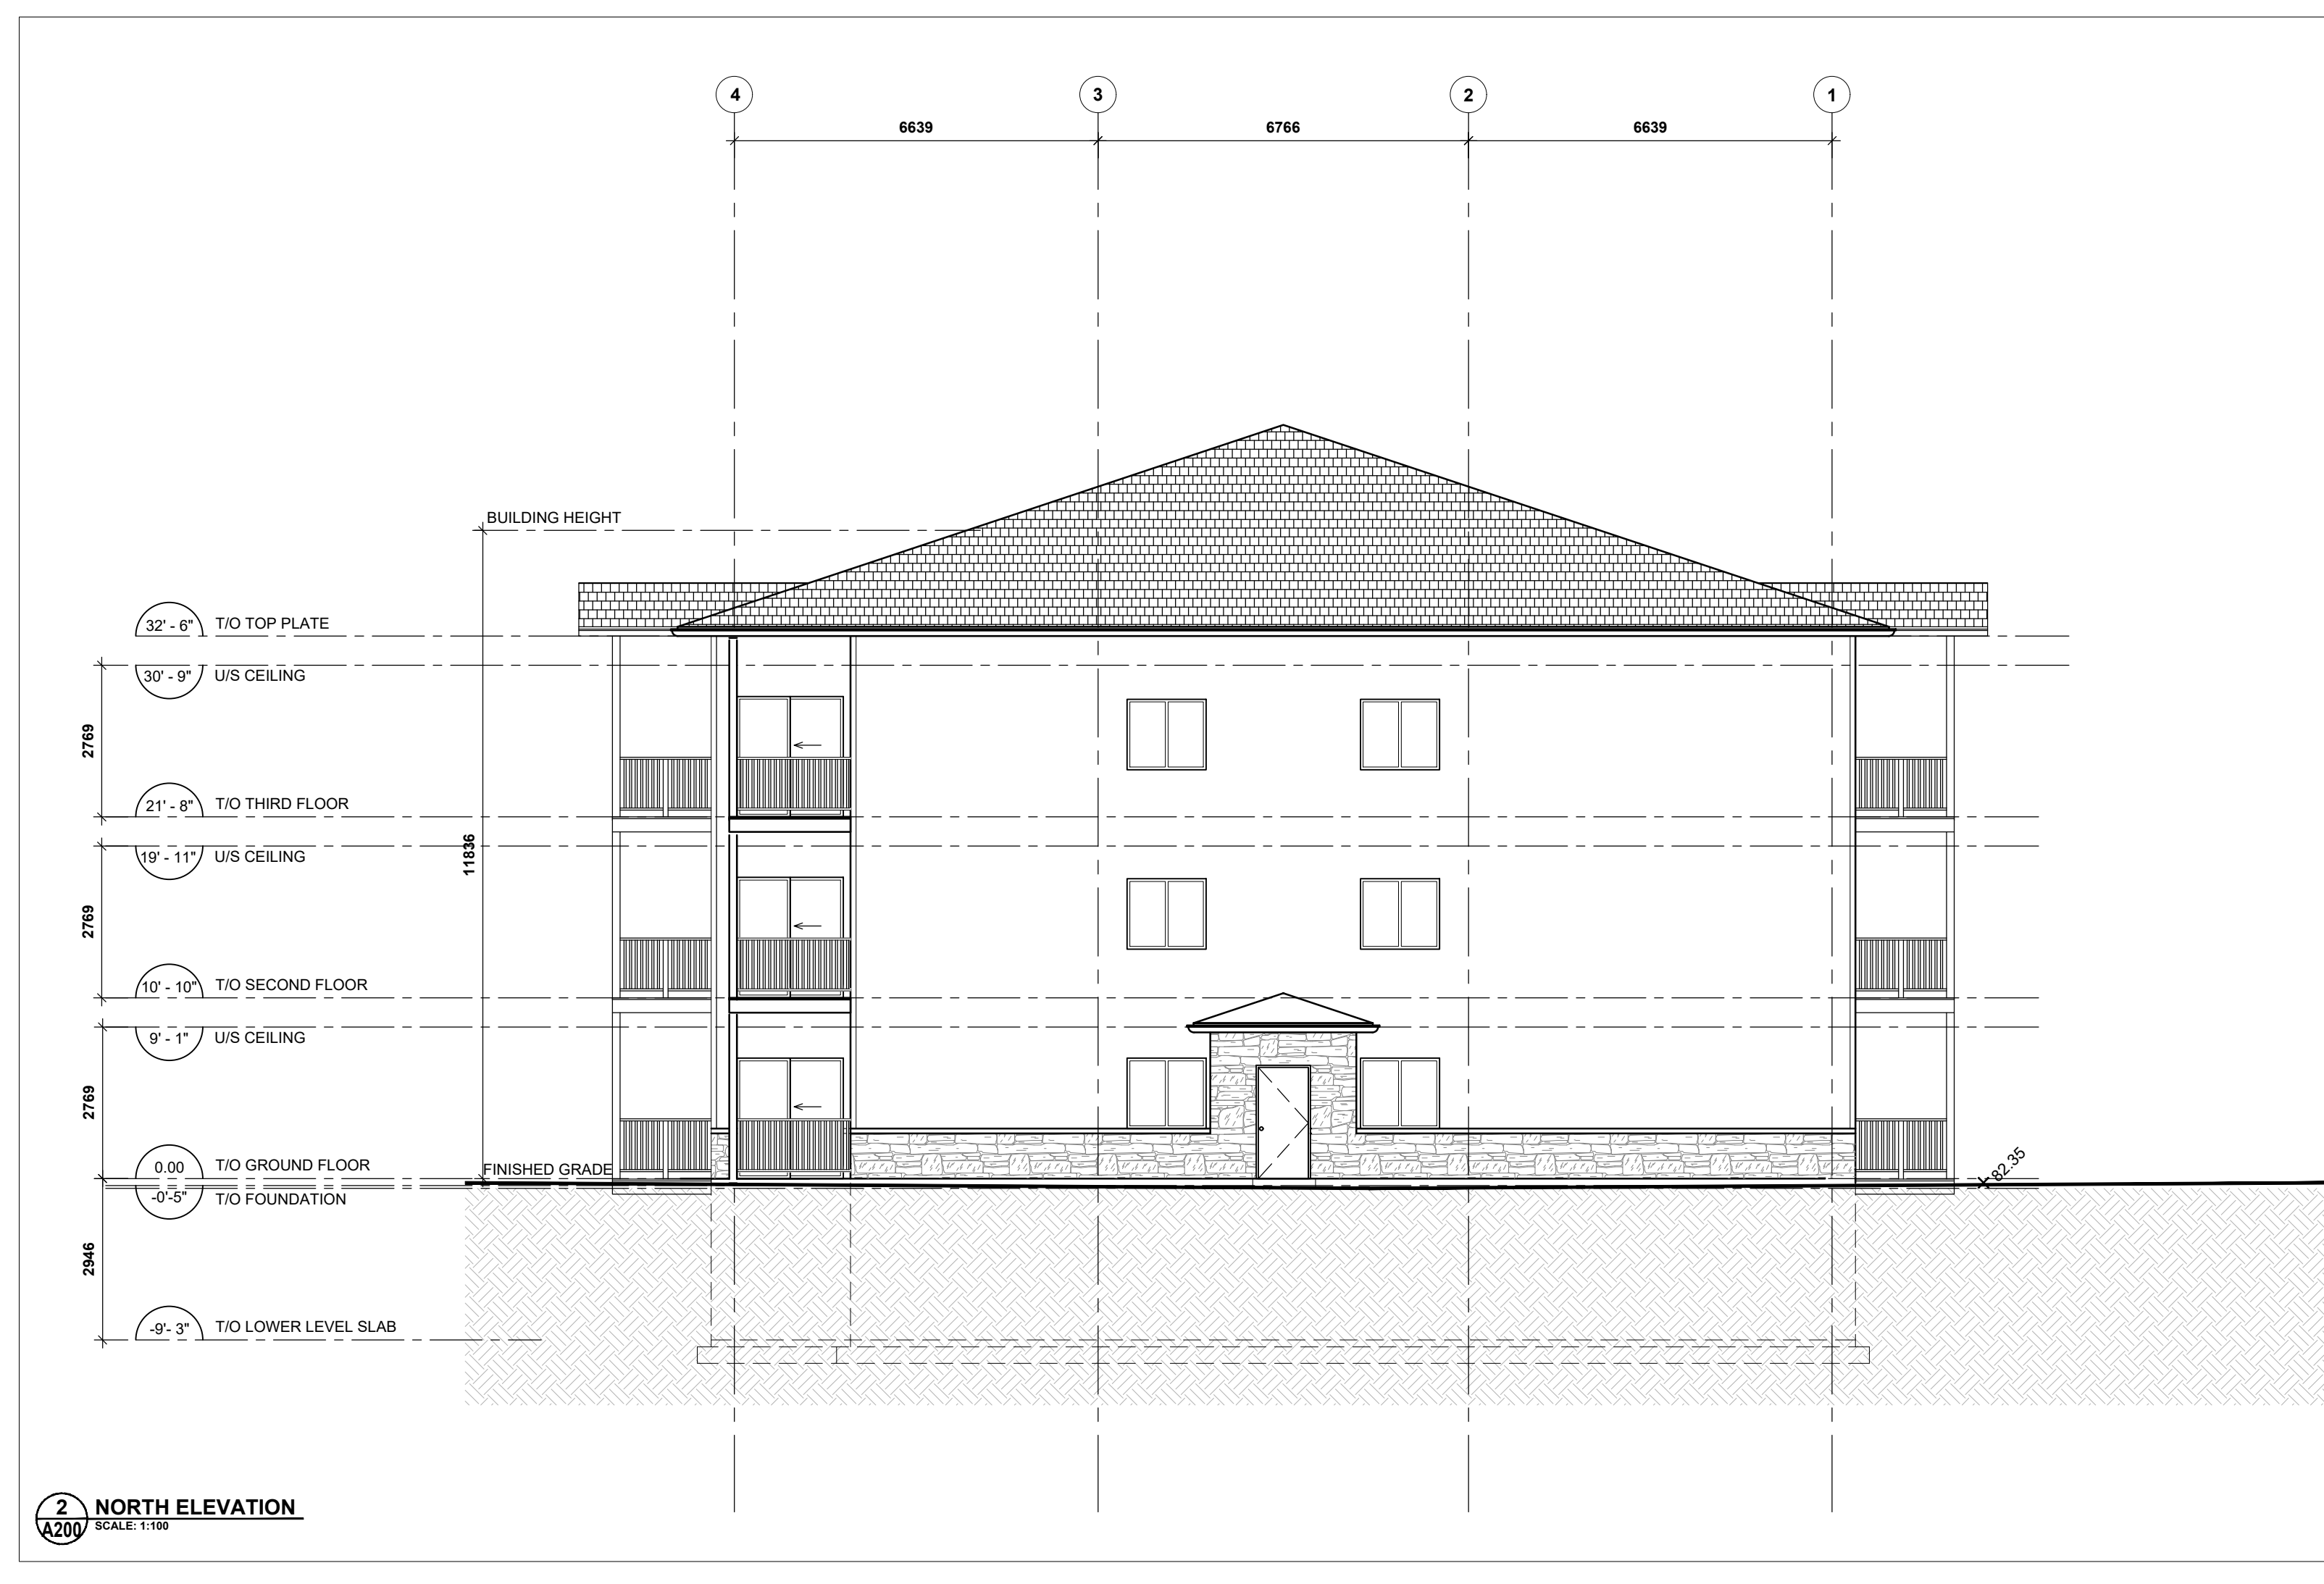 4
3
2
1
6639
6766
6639
BUILDING HEIGHT
32' - 6" T/O TOP PLATE
30' - 9" U/S CEILING
2769
21' - 8" T/O THIRD FLOOR
11836
19' - 11" U/S CEILING
2769
10' - 10" T/O SECOND FLOOR
9' - 1" U/S CEILING
2769
0.00 T/O GROUND FLOOR
FINISHED GRADE
82.35
-0'-5" T/O FOUNDATION
2946
-9'- 3" T/O LOWER LEVEL SLAB
2 NORTH ELEVATION
A200 SCALE: 1:100